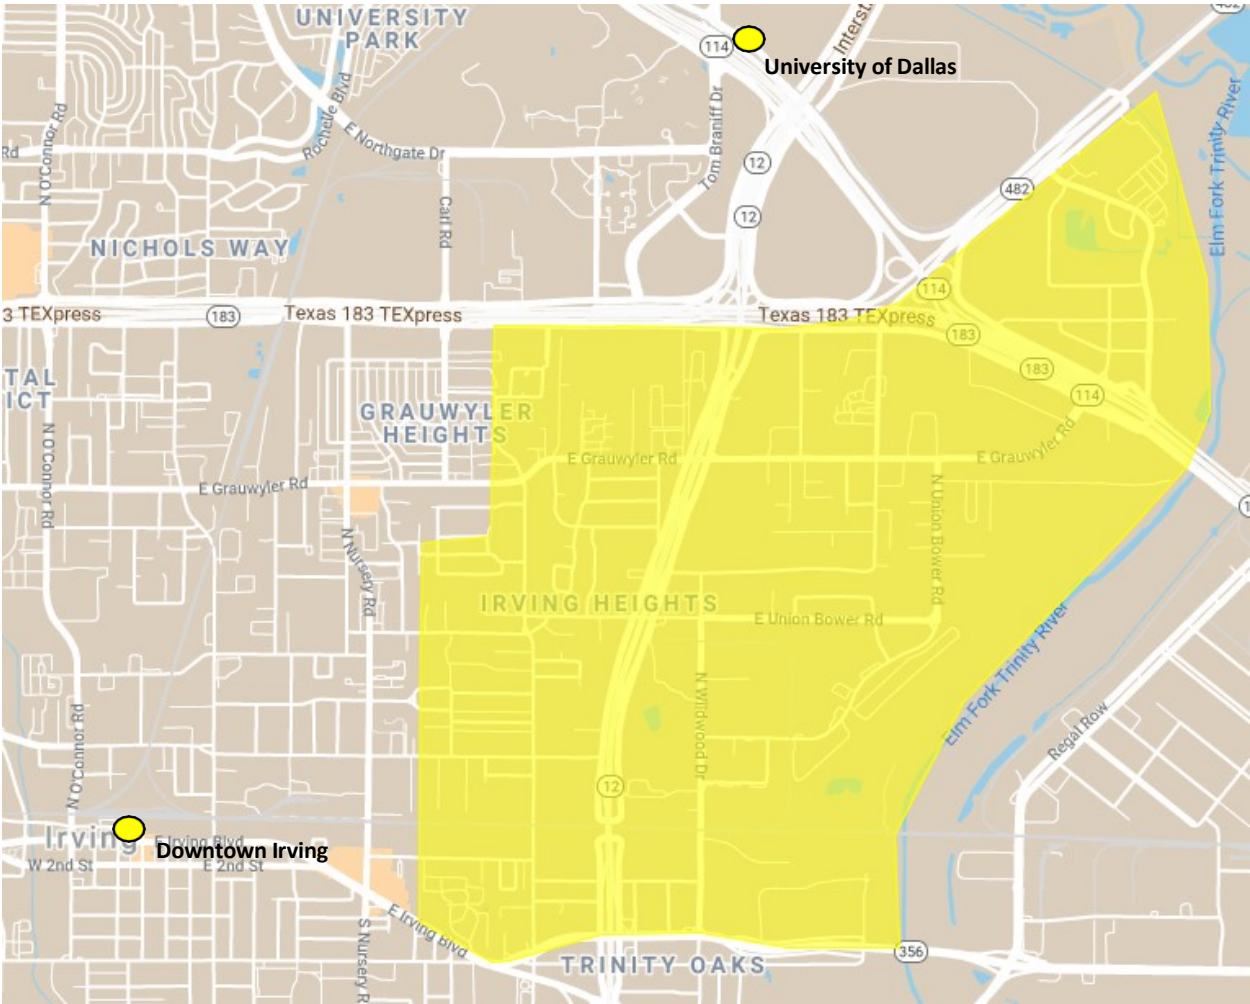 UNIVERSITY
PARK
114
Interst
482
University of Dallas
N O'Connor Rd
Rochelle Blvd
E Northgate Dr
Tom Braniff Dr
Elm Fork Trinity River
Rd
12
482
Carl Rd
12
NICHOLS WAY
114
3 TEXpress
183
Texas 183 TEXpress
Texas 183 TEXpress
183
183
TAL
ICT
114
GRAUWYLER
HEIGHTS
N O'Connor Rd
E Grauwyler Rd
E Grauwyler Rd
E Grauwyler Rd
N Union Bower Rd
1
N Nursery Rd
IRVING HEIGHTS
E Union Bower Rd
Elm Fork Trinity River
N Wildwood Dr
N O'Connor Rd
Regal Row
12
Irving
E Irving Blvd
Downtown Irving
W 2nd St
E 2nd St
E Irving Blvd
S Nursery R
TRINITY OAKS
356
12